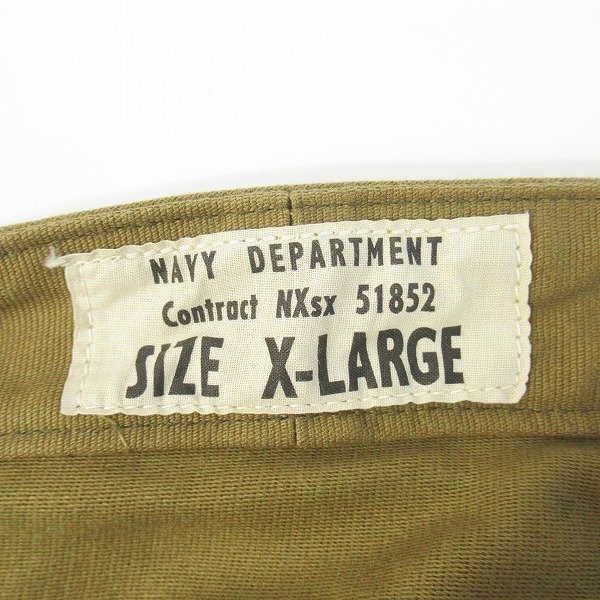 NAVY DEPARTMENT
Contract NXsx 51852
SIZE X-LARGE